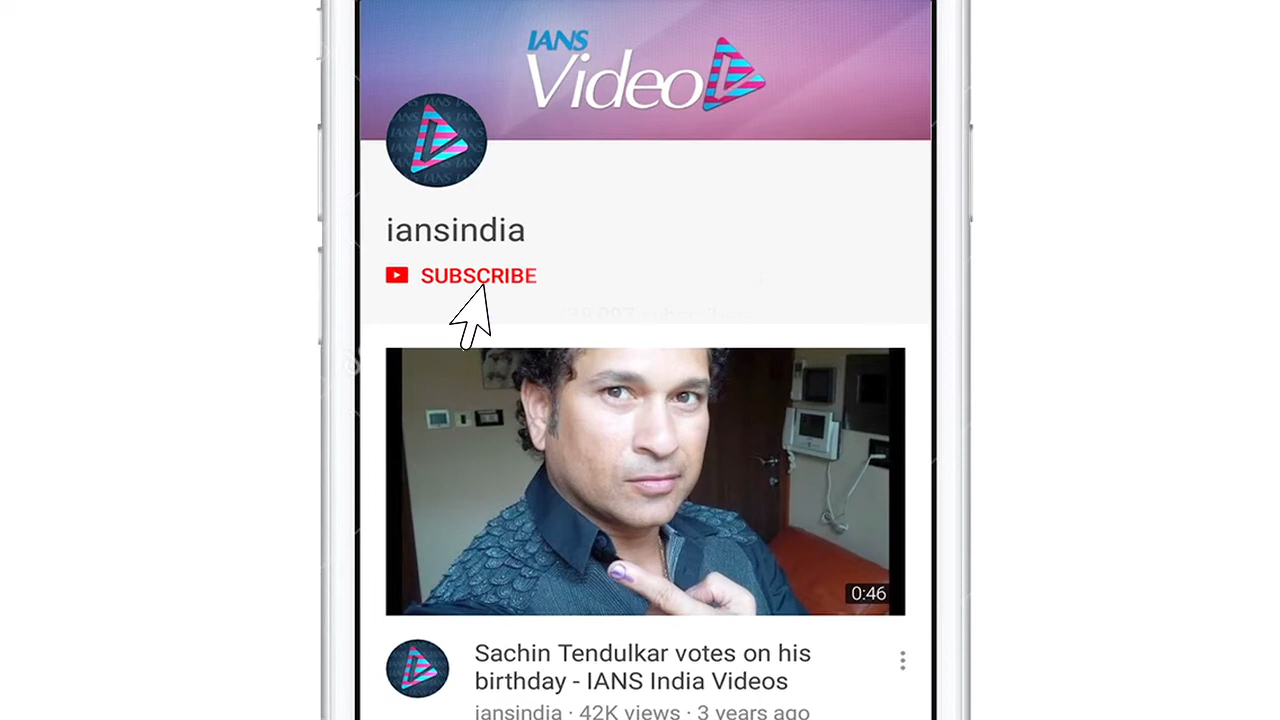 IANS
Video
iansindia
SUBSCRIBE
0:46
Sachin Tendulkar votes on his
birthday - IANS India Videos
iansindia · 42K views · 3 years ago